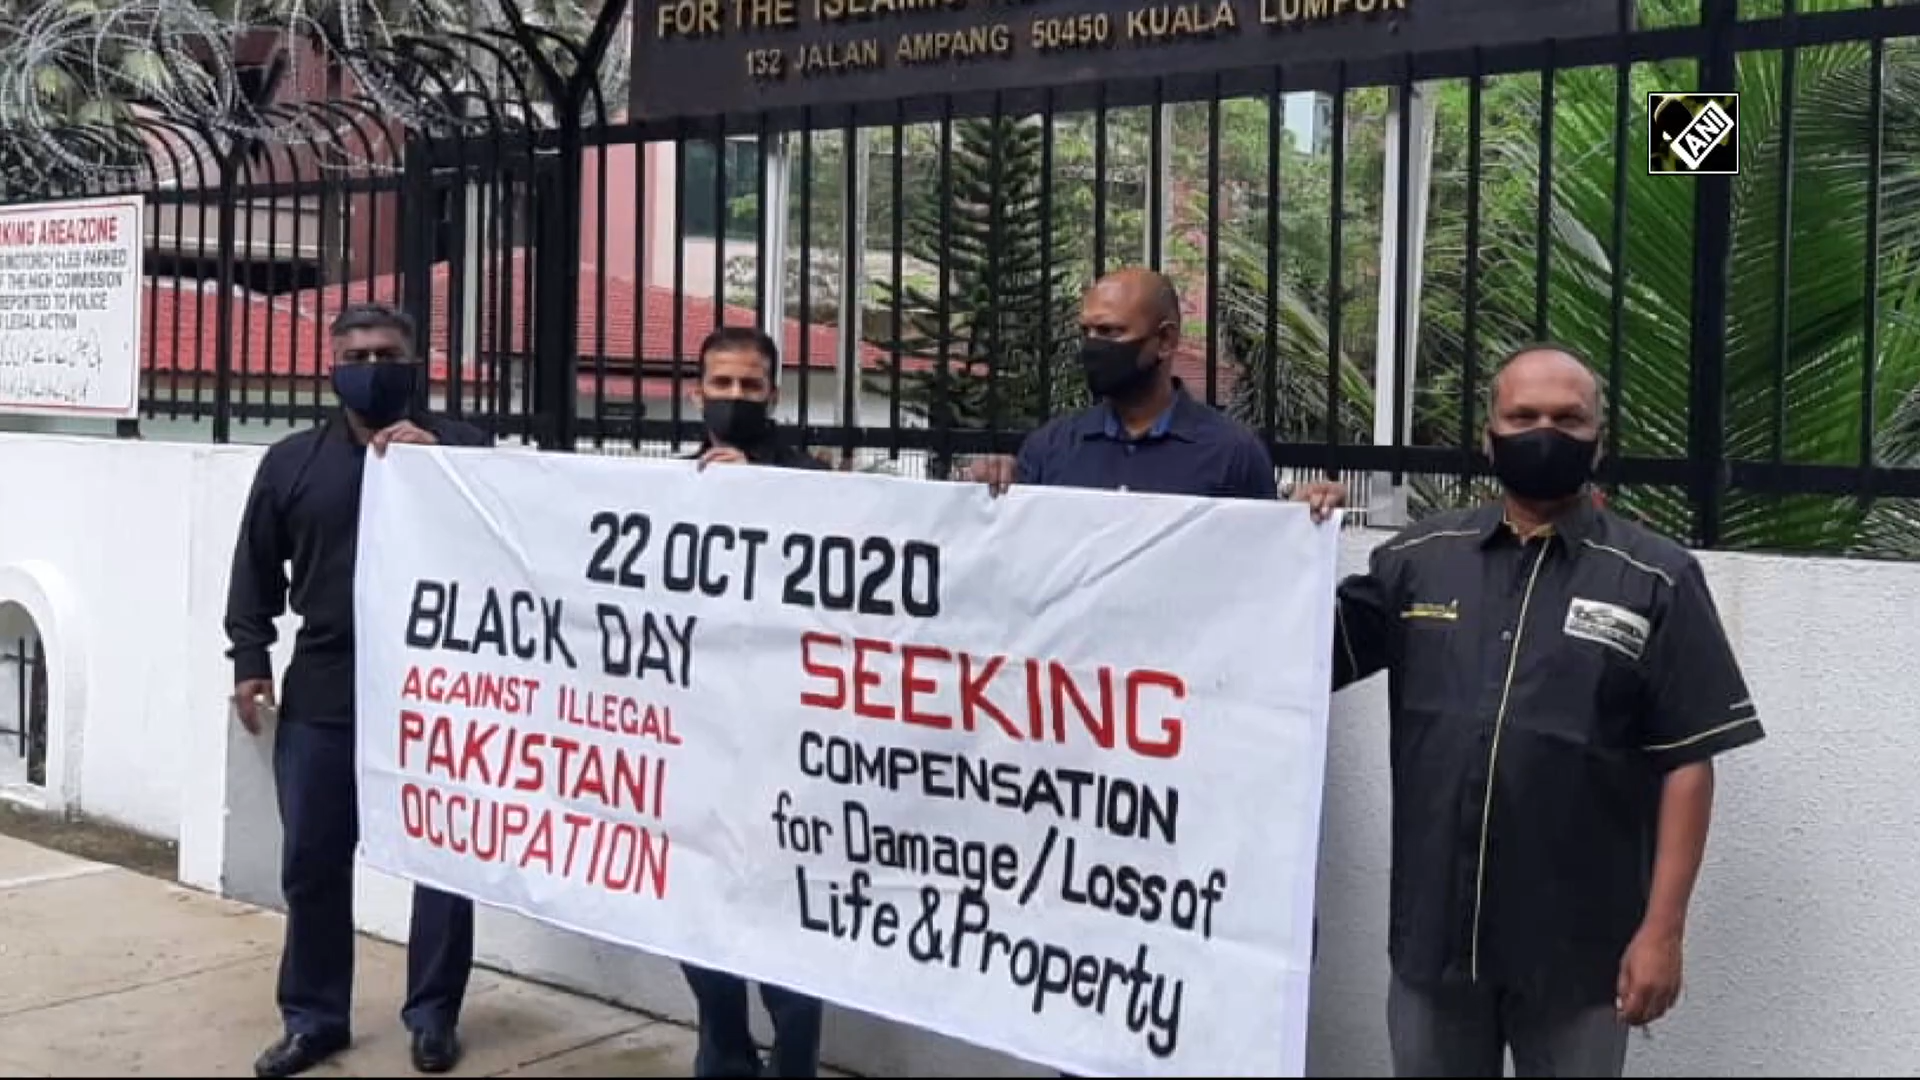 FOR THE ISLAMIC
132 JALAN AMPANG 50450 KUALA LUMPUR
KING AREA/ZONE
MOTORCYCLES PARKED
THE HIGH COMMISSION
REPORTED TO POLICE
LEGAL ACTION
ANI
22 OCT 2020
BLACK DAY
AGAINST ILLEGAL
PAKISTANI
OCCUPATION
SEEKING
COMPENSATION
for Damage/Loss of
Life & Property